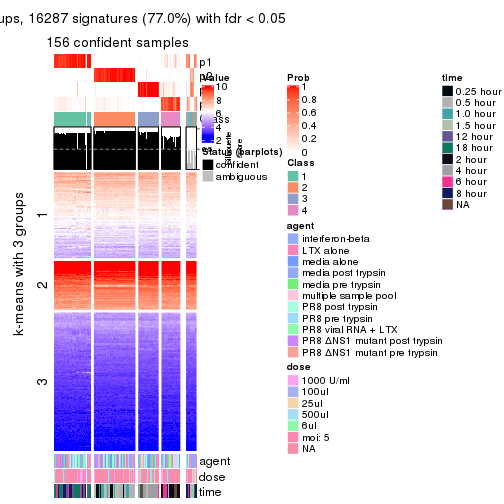 ups, 16287 signatures (77.0%) with fdr < 0.05
156 confident samples
p1
p2
p4
Class
Silhouette
score
k-means with 3 groups
1
2
3
agent
dose
time
Value
10
8
6
4
2
Status (barplots)
confident
ambiguous
Prob
1
0.8
0.6
0.4
0.2
0
Class
1
2
3
4
agent
interferon-beta
LTX alone
media alone
media post trypsin
media pre trypsin
multiple sample pool
PR8 post trypsin
PR8 pre trypsin
PR8 viral RNA + LTX
PR8 ΔNS1 mutant post trypsin
PR8 ΔNS1 mutant pre trypsin
dose
1000 U/ml
100ul
25ul
500ul
6ul
moi: 5
NA
time
0.25 hour
0.5 hour
1.0 hour
1.5 hour
12 hour
18 hour
2 hour
4 hour
6 hour
8 hour
NA